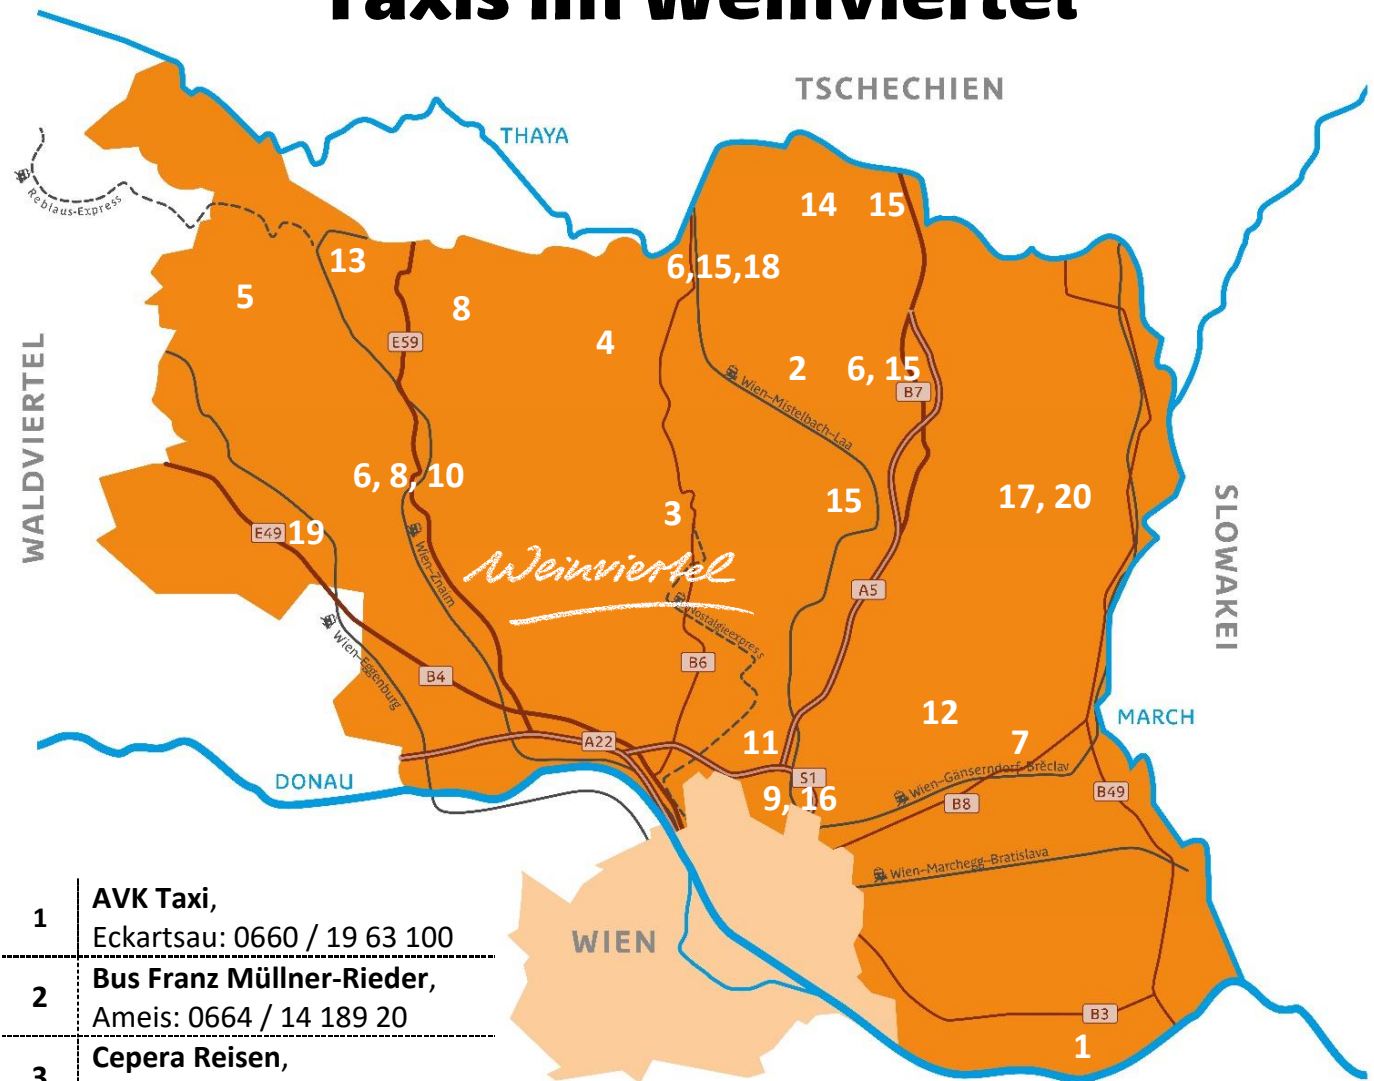 Taxis im Weinviertel
TSCHECHIEN
THAYA
Reblaus-Express
14 15
13
6,15,18
5
8
E59
4
2
6, 15
B7
Wien–Mistelbach–Laa
WALDVIERTEL
6, 8, 10
15
17, 20
3
E49
19
Weinviertel
Wien–Znaim
SLOWAKEI
A5
Nostalgieexpress
Wien–Eggenburg
B6
B4
12
MARCH
A22
11
7
DONAU
S1
Wien–Gänserndorf–Břeclav
9, 16
B8
B49
Wien–Marchegg–Bratislava
WIEN
B3
1
1
AVK Taxi,
Eckartsau: 0660 / 19 63 100
2
Bus Franz Müllner-Rieder,
Ameis: 0664 / 14 189 20
3
Cepera Reisen,